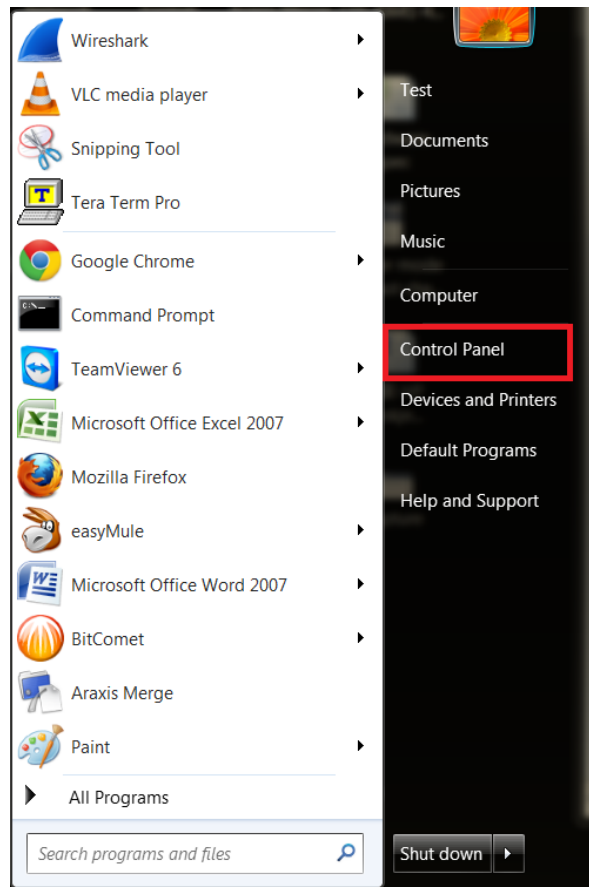 Wireshark
VLC media player
Snipping Tool
Tera Term Pro
Google Chrome
Command Prompt
TeamViewer 6
Microsoft Office Excel 2007
Mozilla Firefox
easyMule
Microsoft Office Word 2007
BitComet
Araxis Merge
Paint
All Programs
Search programs and files
Test
Documents
Pictures
Music
Computer
Control Panel
Devices and Printers
Default Programs
Help and Support
Shut down